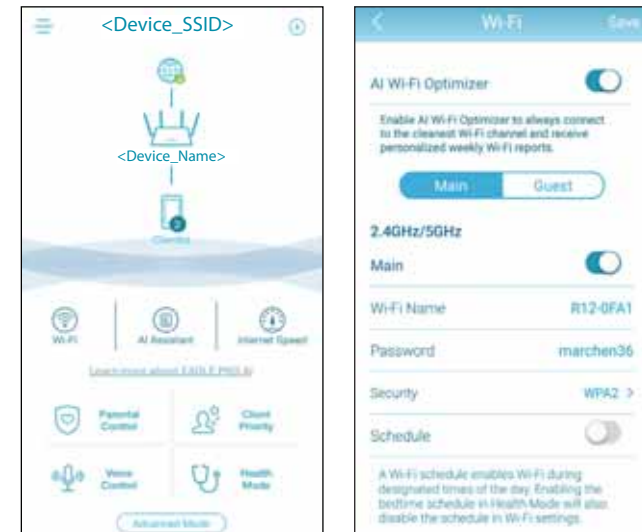 <Device_SSID>
<Device_Name>
2
Client(s)
Wi-Fi
AI Assistant
Internet Speed
Learn more about EAGLE PRO AI
Parental
Control
Client
Priority
Voice
Control
Health
Mode
Advanced Mode
Wi-Fi
Save
AI Wi-Fi Optimizer
Enable AI Wi-Fi Optimizer to always connect
to the cleanest Wi-Fi channel and receive
personalized weekly Wi-Fi reports.
Main
Guest
2.4GHz/5GHz
Main
Wi-Fi Name
R12-0FA1
Password
marchen36
Security
WPA2 >
Schedule
A Wi-Fi schedule enables Wi-Fi during
designated times of the day. Enabling the
bedtime schedule in Health Mode will also
disable the schedule in Wi-Fi settings.